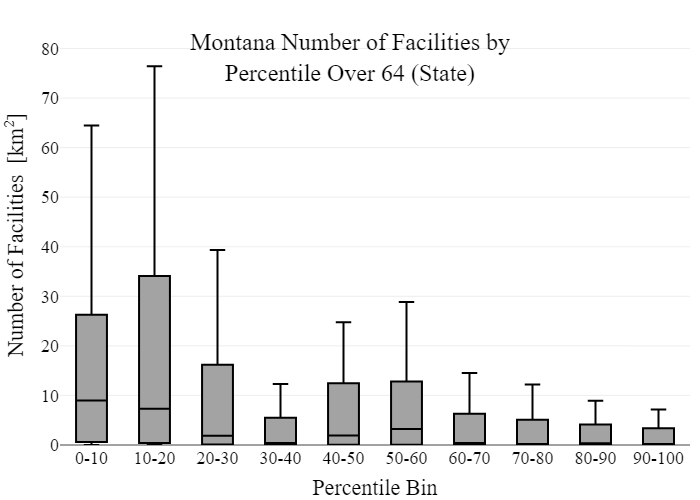 Montana Number of Facilities by
Percentile Over 64 (State)
Number of Facilities [km²]
80
70
60
50
40
30
20
10
0
0-10 10-20 20-30 30-40 40-50 50-60 60-70 70-80 80-90 90-100
Percentile Bin